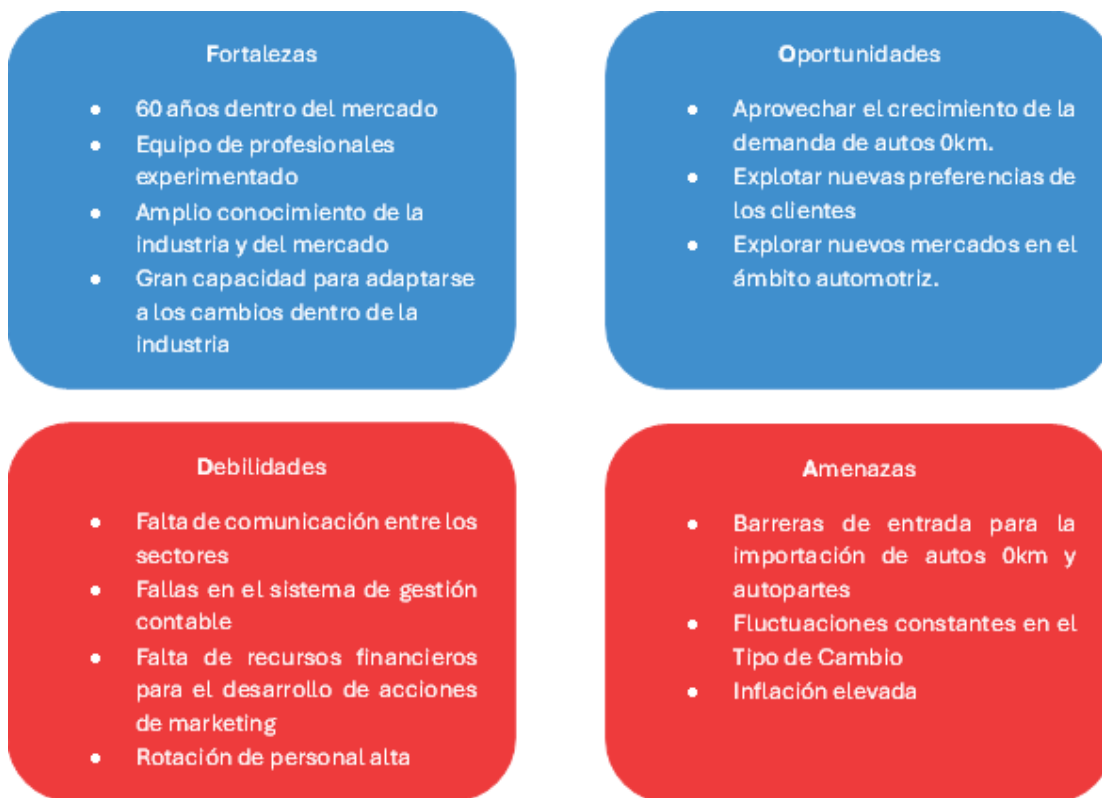 Fortalezas
60 años dentro del mercado
Equipo de profesionales
experimentado
Amplio conocimiento de la
industria y del mercado
Gran capacidad para adaptarse
a los cambios dentro de la
industria
Oportunidades
Aprovechar el crecimiento de la
demanda de autos 0km.
Explotar nuevas preferencias de
los clientes
Explorar nuevos mercados en el
ámbito automotriz.
Debilidades
Falta de comunicación entre los
sectores
Fallas en el sistema de gestión
contable
Falta de recursos financieros
para el desarrollo de acciones
de marketing
Rotación de personal alta
Amenazas
Barreras de entrada para la
importación de autos 0km y
autopartes
Fluctuaciones constantes en el
Tipo de Cambio
Inflación elevada